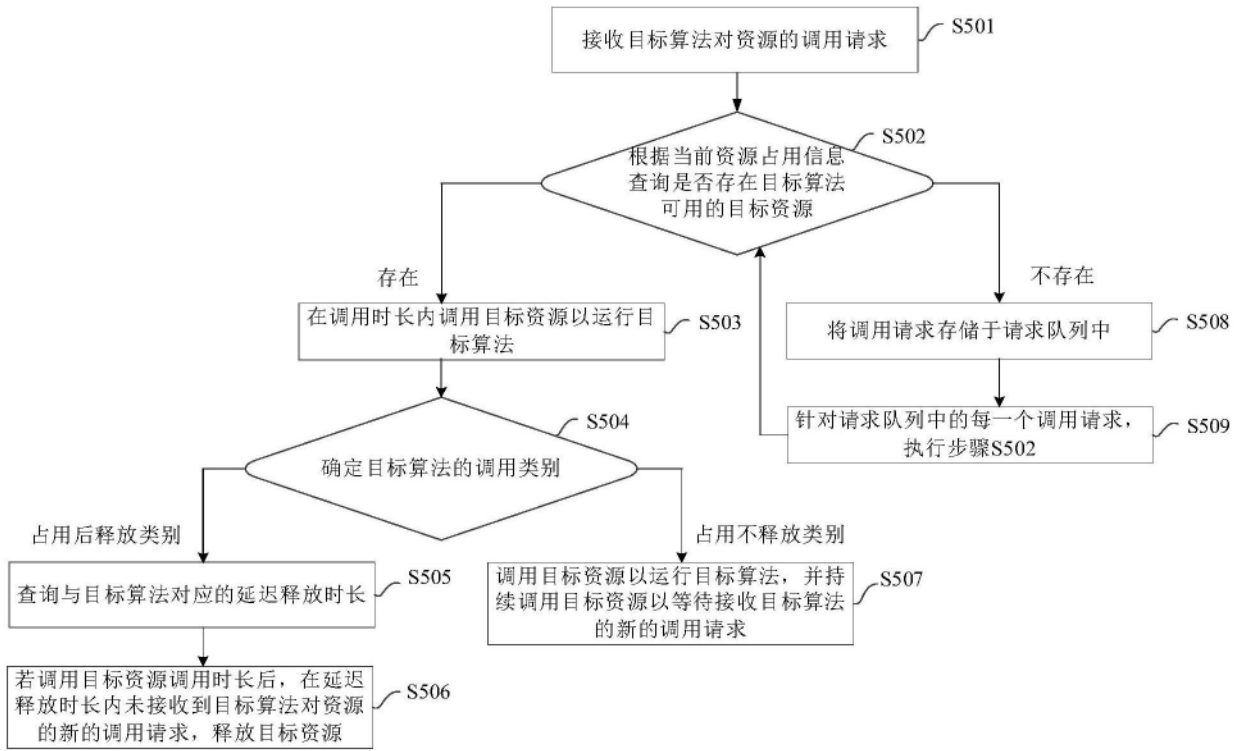 接收目标算法对资源的调用请求
S501
S502
根据当前资源占用信息
查询是否存在目标算法
可用的目标资源
存在
不存在
在调用时长内调用目标资源以运行目
标算法
S503
将调用请求存储于请求队列中
S508
针对请求队列中的每一个调用请求，
执行步骤S502
S509
S504
确定目标算法的调用类别
占用后释放类别
占用不释放类别
查询与目标算法对应的延迟释放时长
S505
调用目标资源以运行目标算法，并持
续调用目标资源以等待接收目标算法
的新的调用请求
S507
若调用目标资源调用时长后，在延迟
释放时长内未接收到目标算法对资源
的新的调用请求，释放目标资源
S506